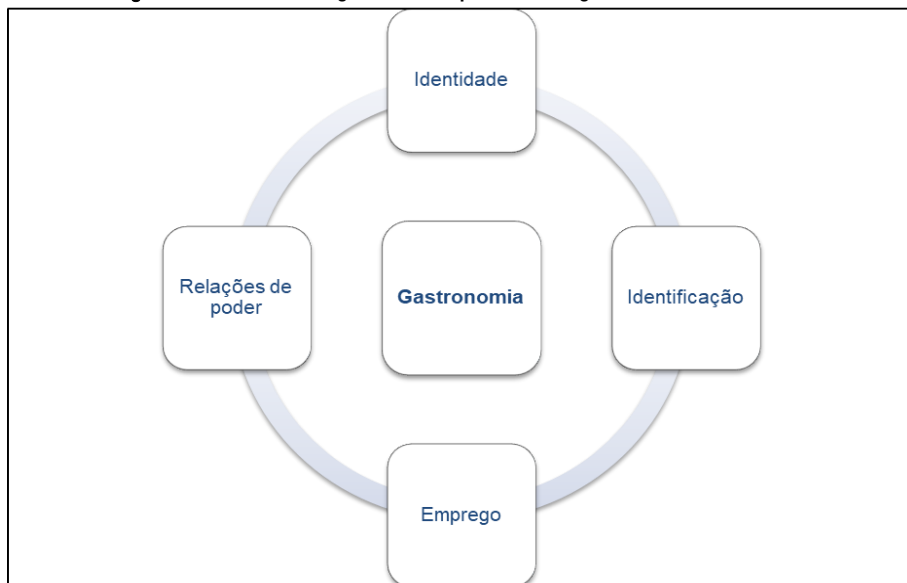 Identidade
Relações de
poder
Gastronomia
Identificação
Emprego